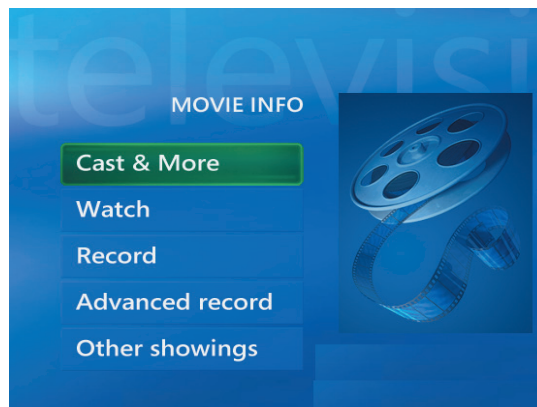 televisi
MOVIE INFO
Cast & More
Watch
Record
Advanced record
Other showings